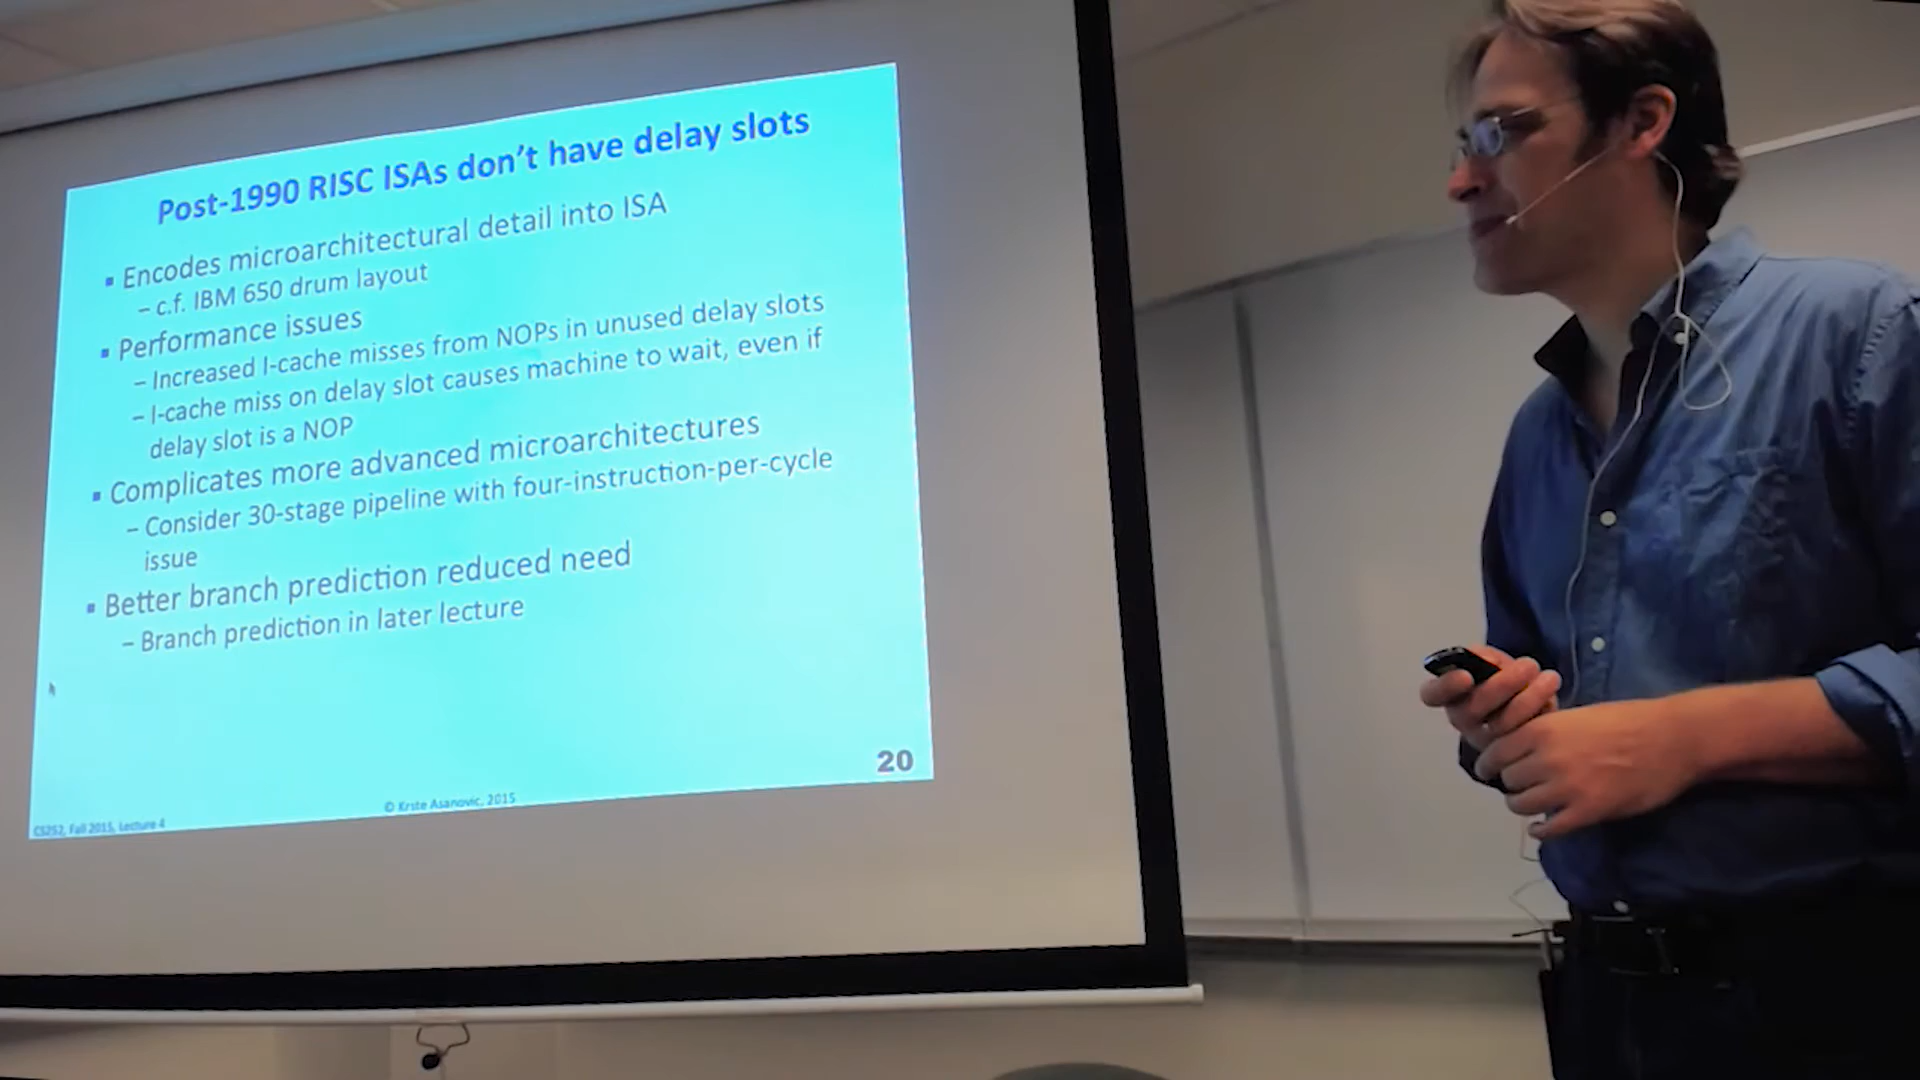 Post-1990 RISC ISAs don’t have delay slots
▪ Encodes microarchitectural detail into ISA
– c.f. IBM 650 drum layout
▪ Performance issues
– Increased I-cache misses from NOPs in unused delay slots
– I-cache miss on delay slot causes machine to wait, even if
delay slot is a NOP
▪ Complicates more advanced microarchitectures
– Consider 30-stage pipeline with four-instruction-per-cycle
issue
▪ Better branch prediction reduced need
– Branch prediction in later lecture
20
© Krste Asanovic, 2015
CS252, Fall 2015, Lecture 4